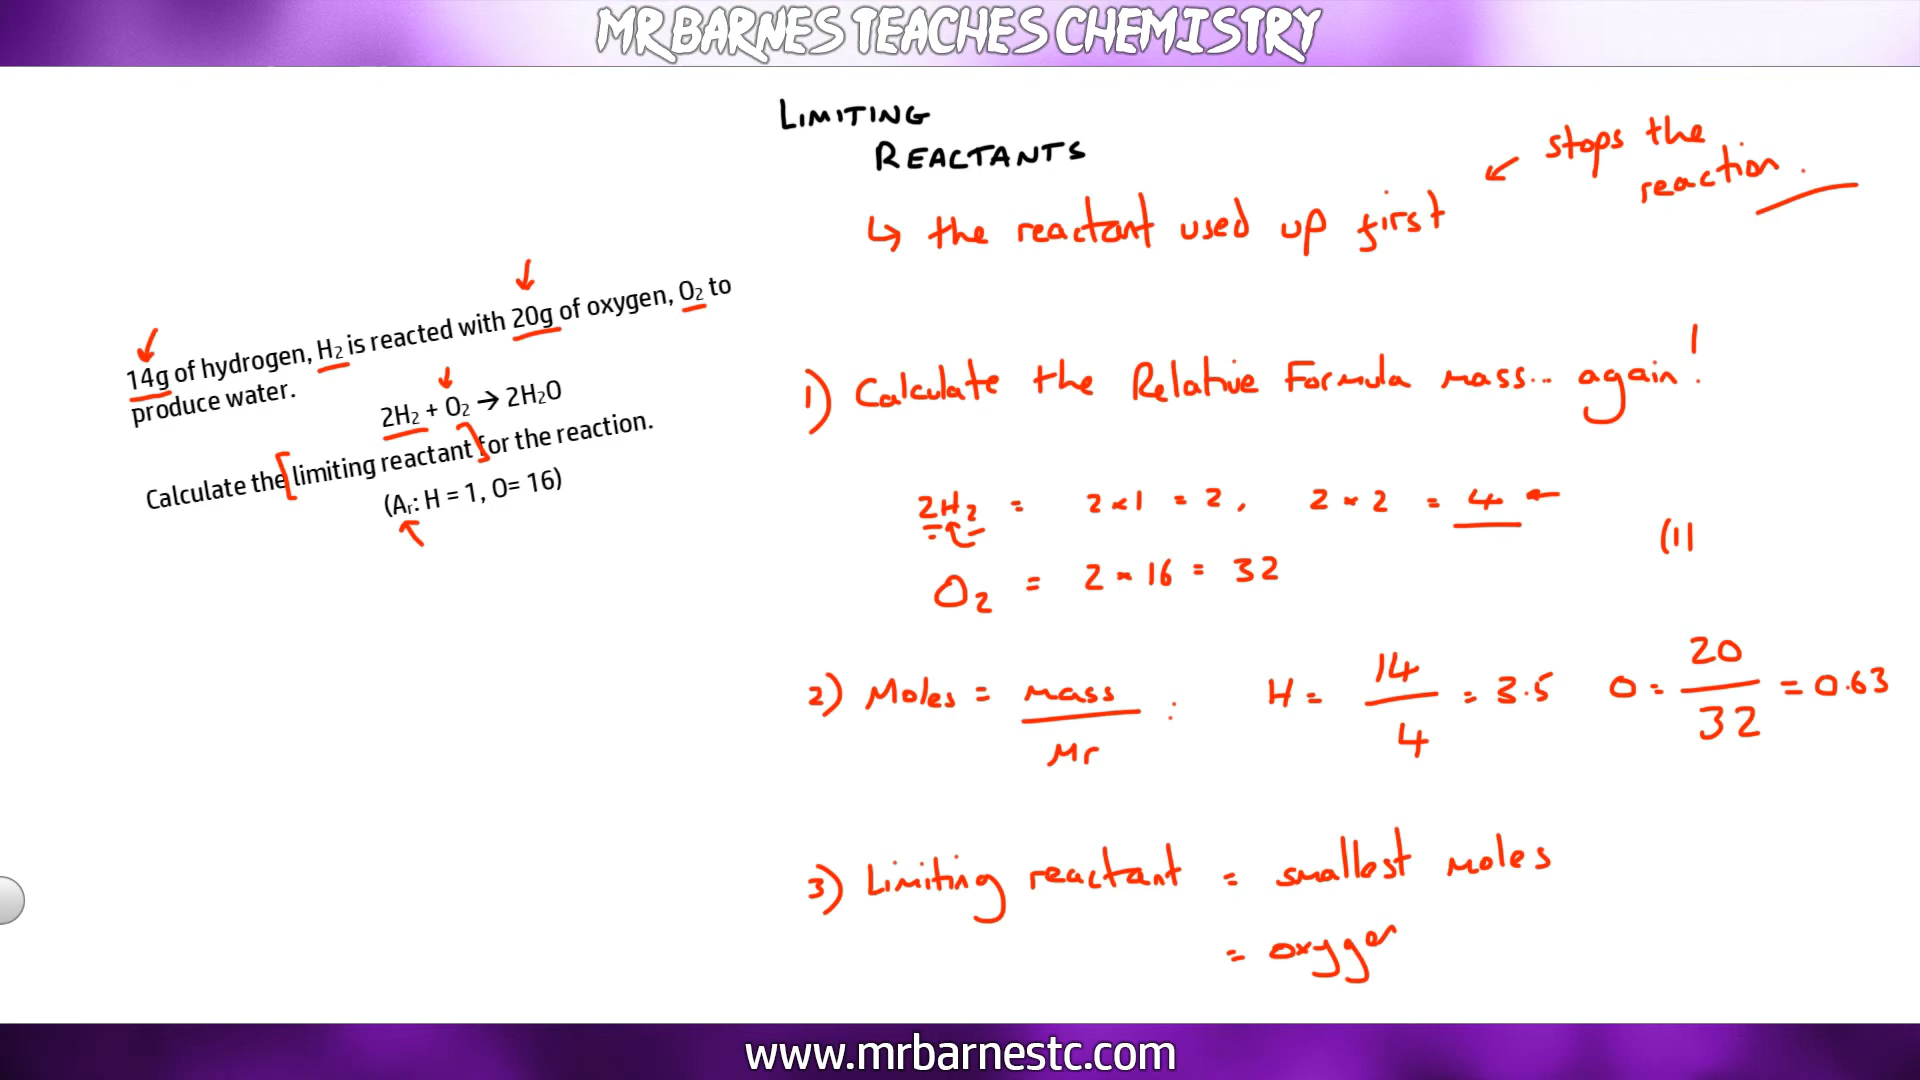 MR BARNES TEACHES CHEMISTRY
LIMITING
REACTANTS
↳ the reactant used up first ← stops the
reaction.
14g of hydrogen, H₂ is reacted with 20g of oxygen, O₂ to
produce water.
2H₂ + O₂ → 2H₂O
Calculate the [limiting reactant] for the reaction.
(Aᵣ: H = 1, O= 16)
1) Calculate the Relative Formula mass... again!
2H₂ = 2 × 1 = 2, 2 × 2 = 4 ←
(11
O₂ = 2 × 16 = 32
2) Moles = mass / Mr : H = 14 / 4 = 3.5 O = 20 / 32 = 0.63
3) Limiting reactant = smallest moles
= oxygen
www.mrbarnestc.com